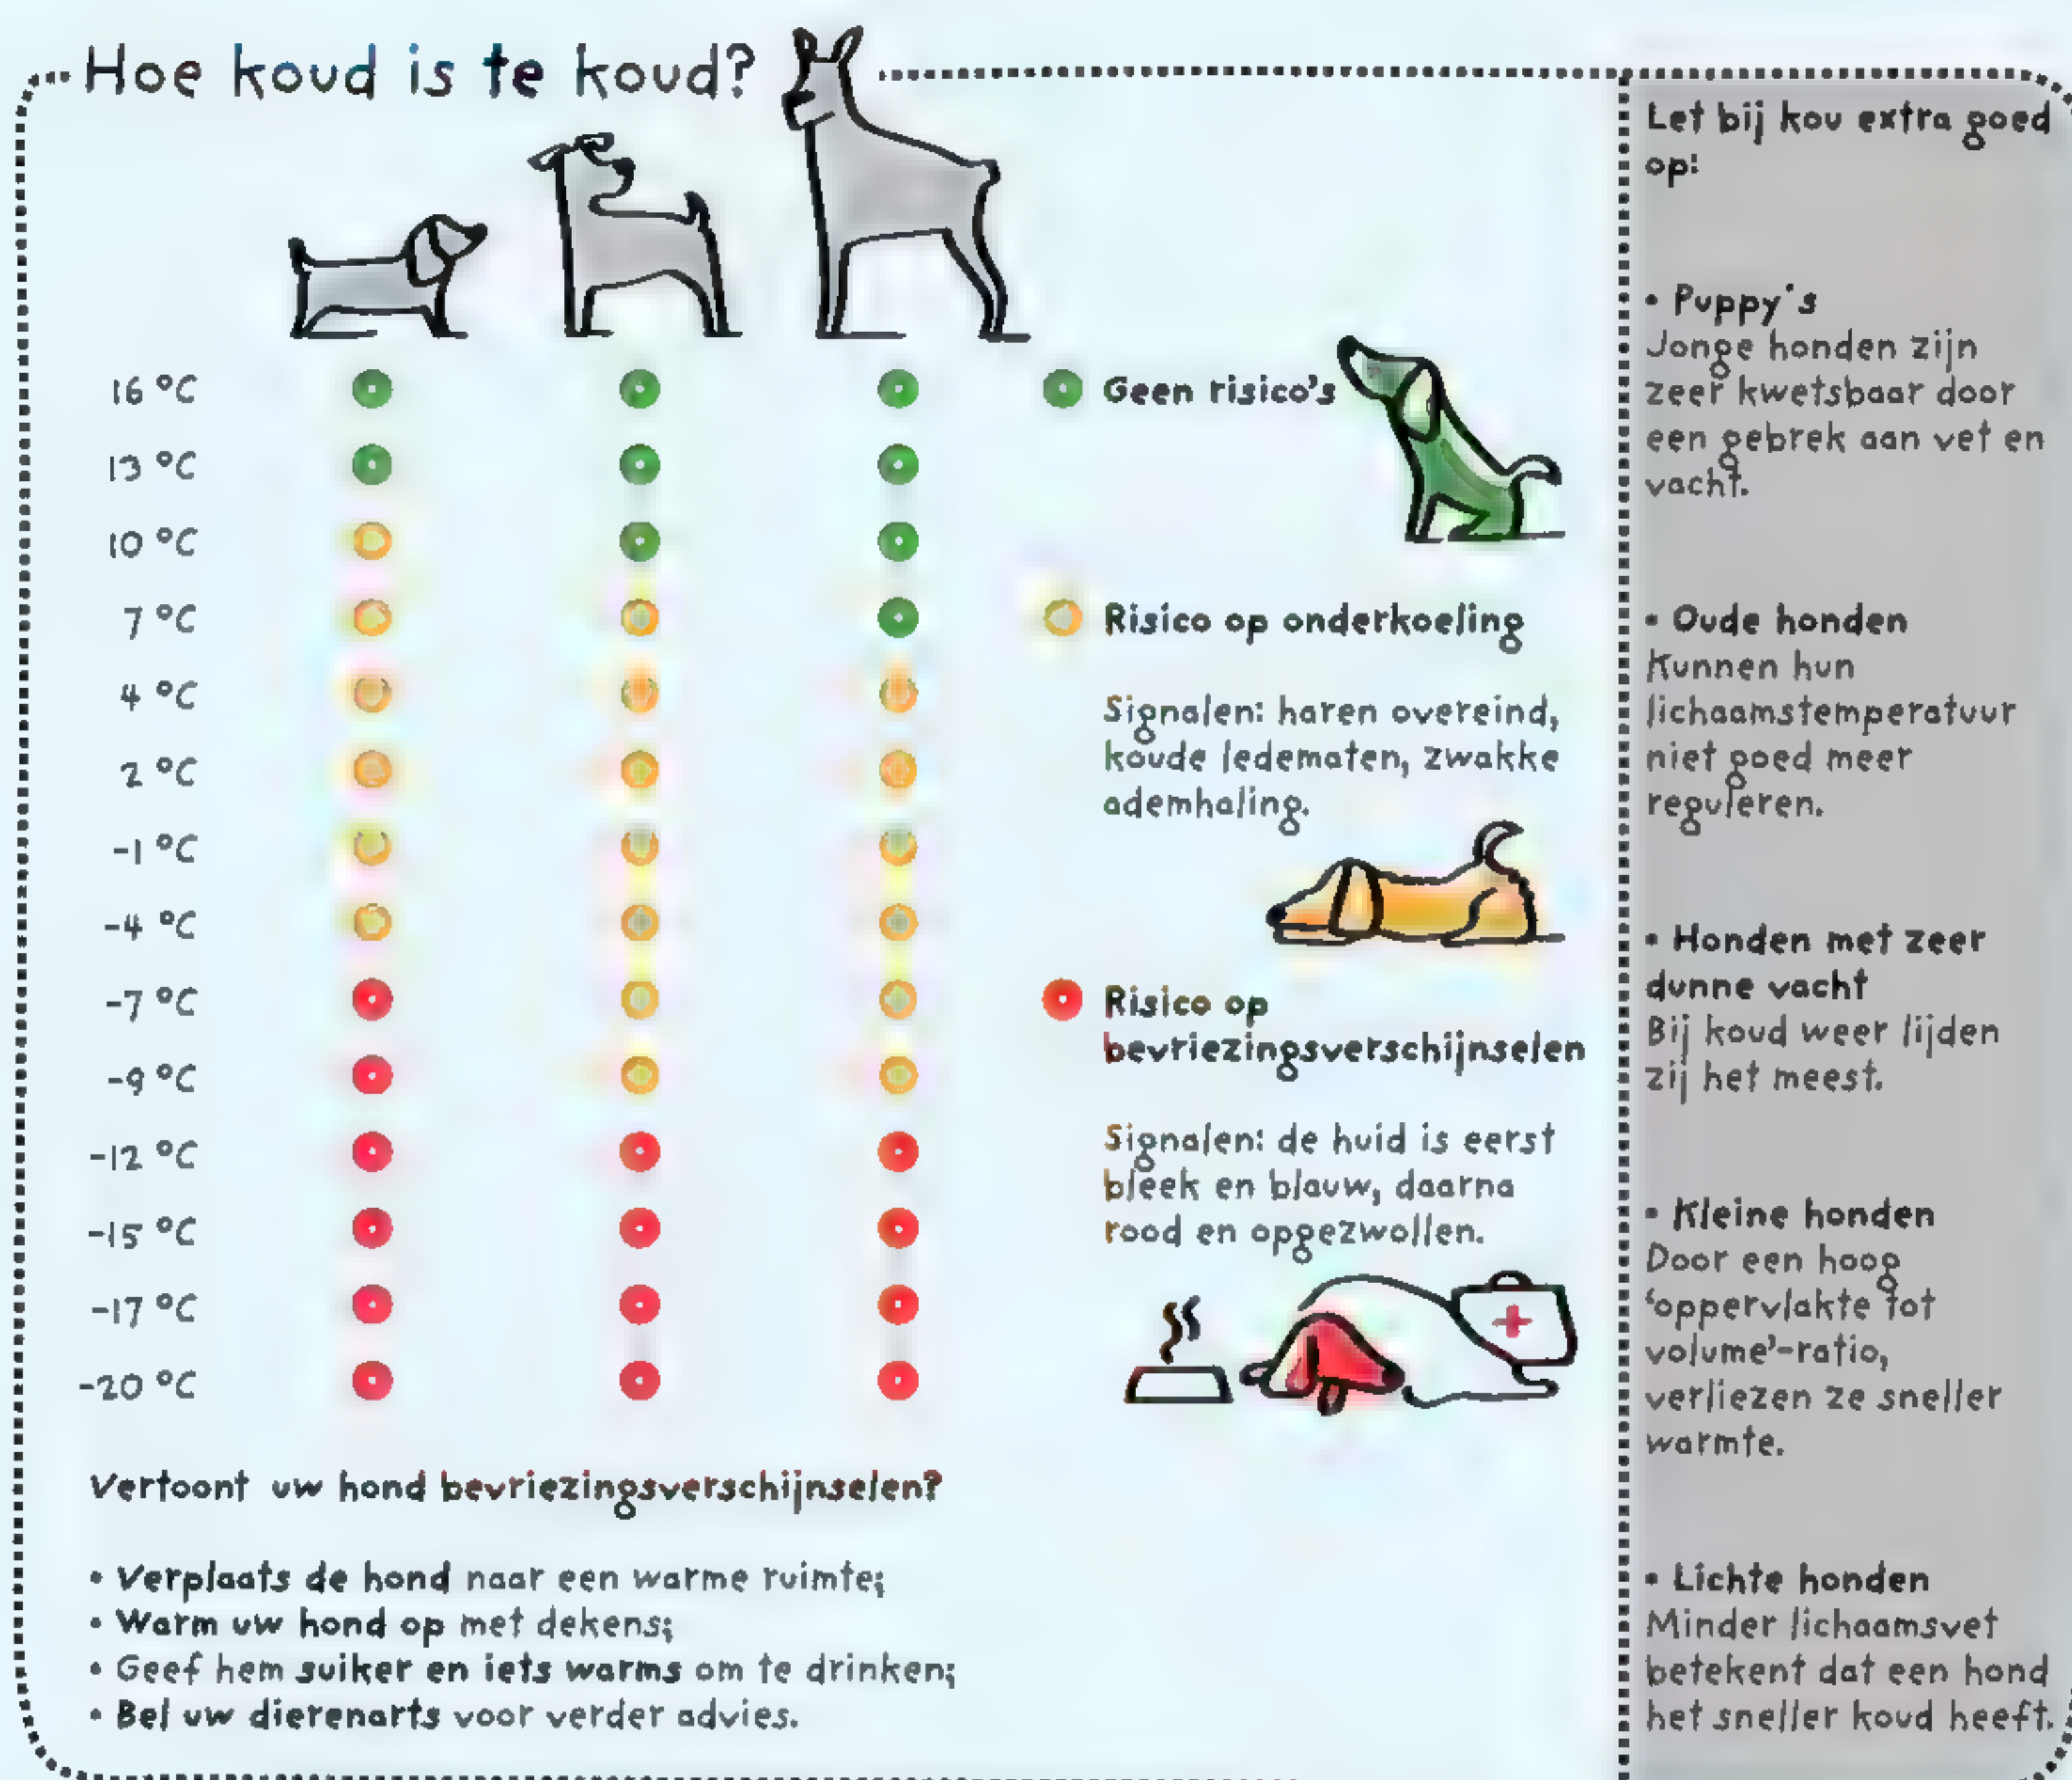 Hoe koud is te koud?
16 °C
13 °C
10 °C
7 °C
4 °C
2 °C
-1 °C
-4 °C
-7 °C
-9 °C
-12 °C
-15 °C
-17 °C
-20 °C
Geen risico's
Risico op onderkoeling
Signalen: haren overeind,
koude ledematen, zwakke
ademhaling.
Risico op
bevriezingsverschijnselen
Signalen: de huid is eerst
bleek en blauw, daarna
rood en opgezwollen.
Vertoont uw hond bevriezingsverschijnselen?
• Verplaats de hond naar een warme ruimte;
• Warm uw hond op met dekens;
• Geef hem suiker en iets warms om te drinken;
• Bel uw dierenarts voor verder advies.
Let bij kou extra goed
op:
• Puppy's
Jonge honden zijn
zeer kwetsbaar door
een gebrek aan vet en
vacht.
• Oude honden
Kunnen hun
lichaamstemperatuur
niet goed meer
reguleren.
• Honden met zeer
dunne vacht
Bij koud weer lijden
zij het meest.
• Kleine honden
Door een hoog
'oppervlakte tot
volume'-ratio,
verliezen ze sneller
warmte.
• Lichte honden
Minder lichaamsvet
betekent dat een hond
het sneller koud heeft.